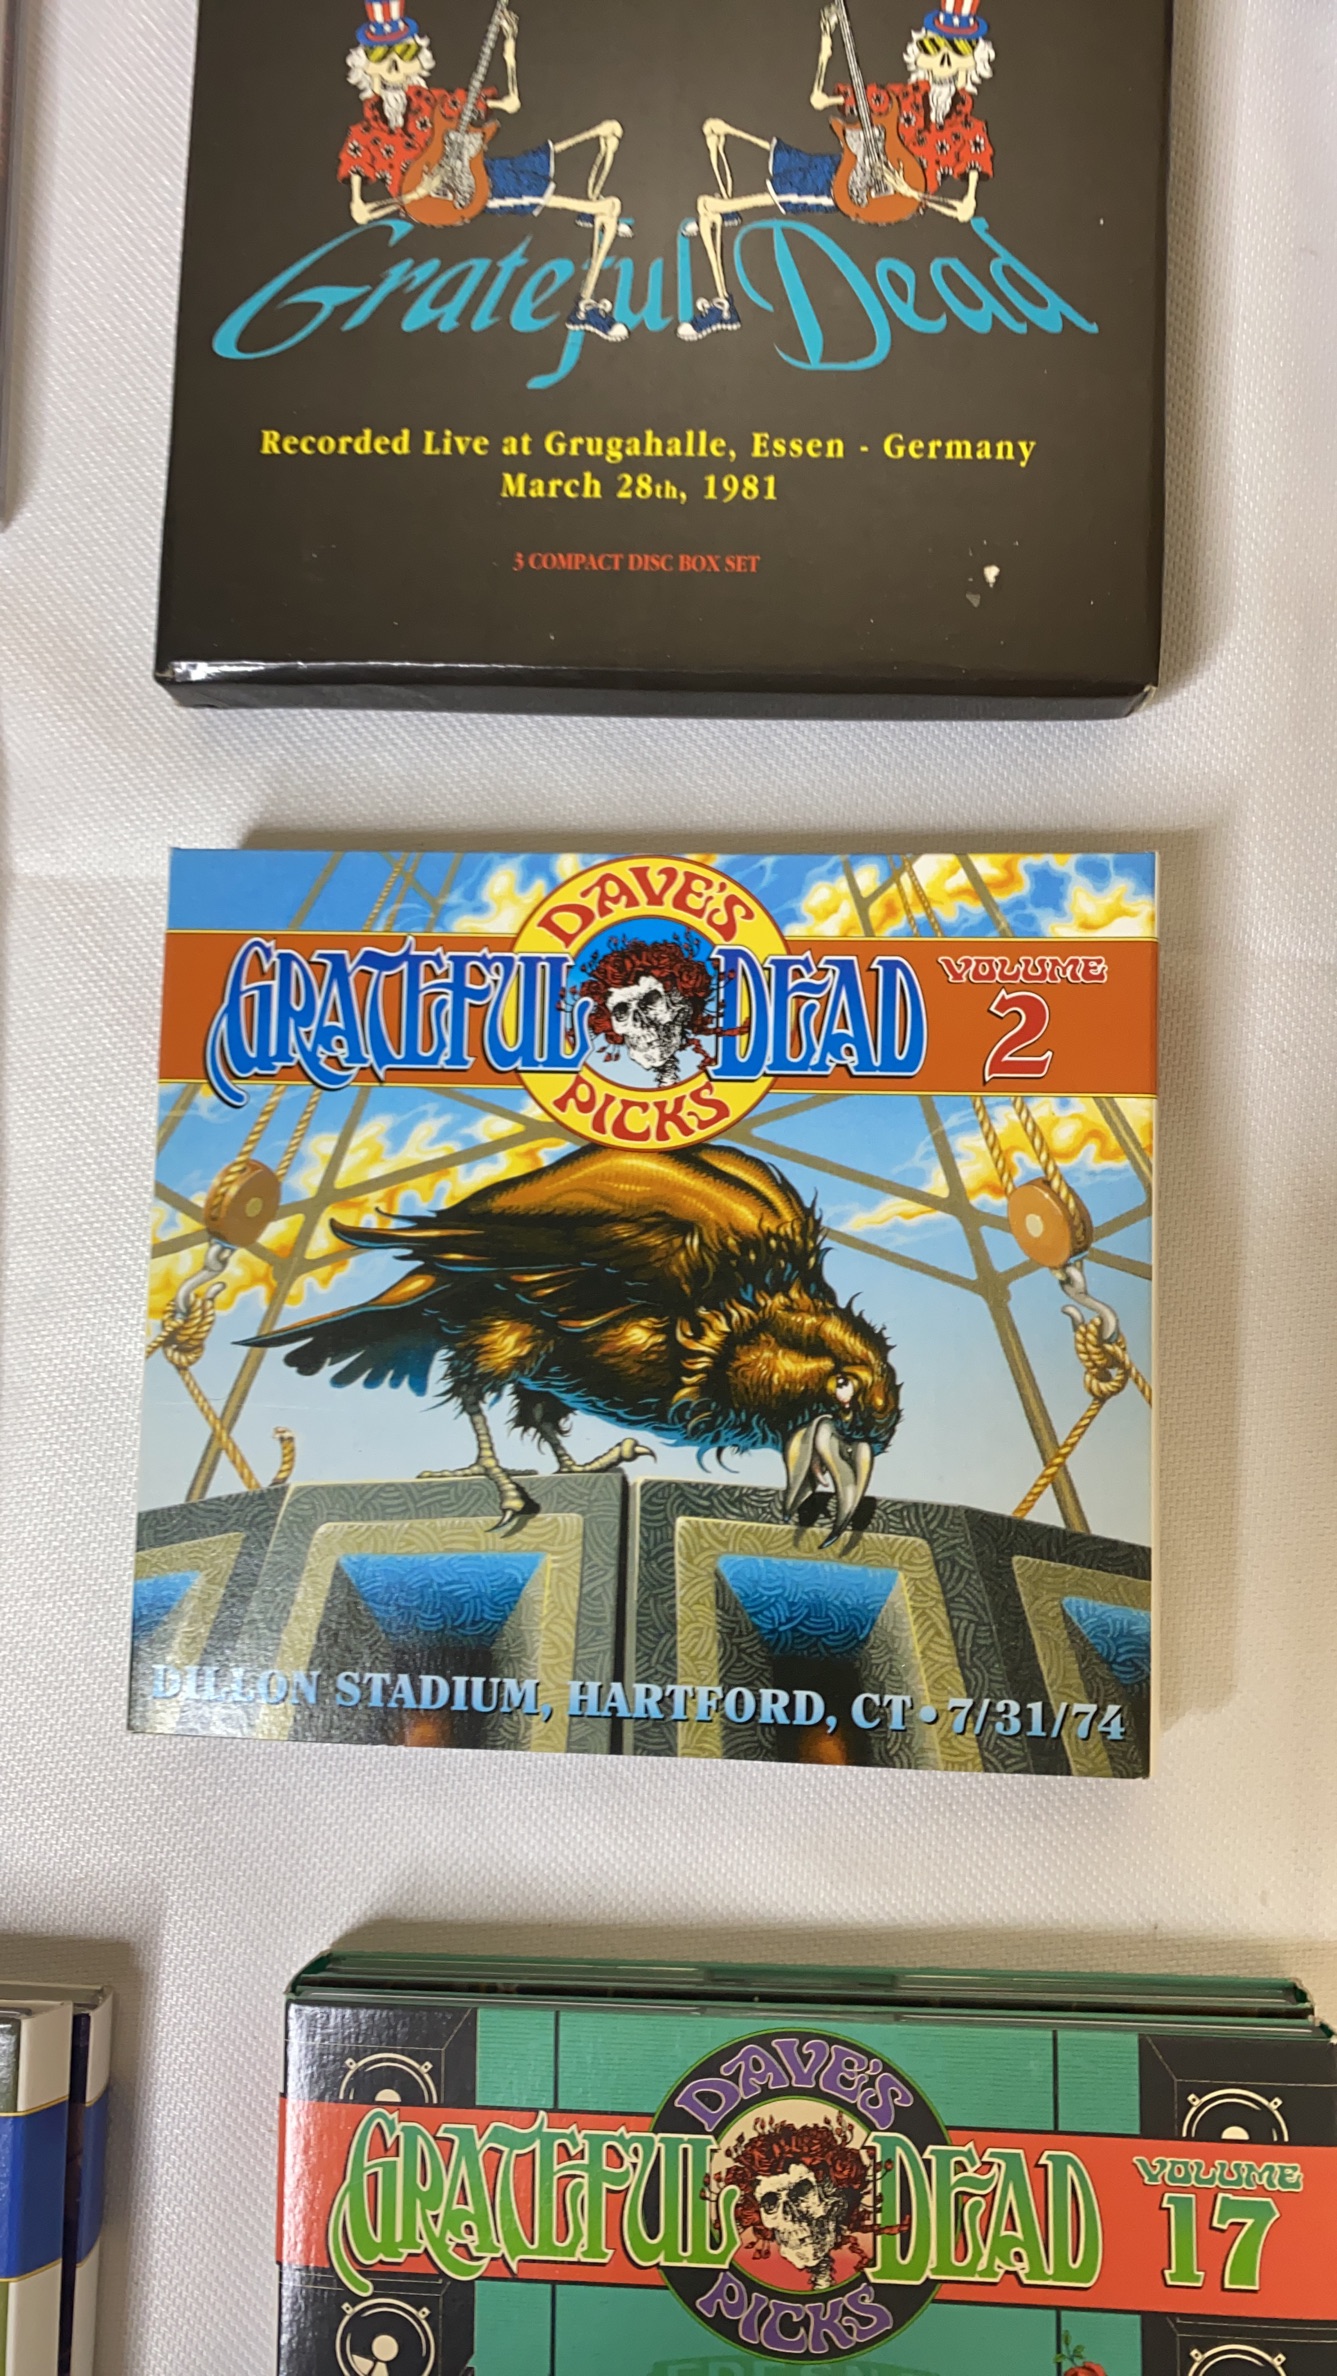 Grateful Dead
Recorded Live at Grugahalle, Essen - Germany
March 28th, 1981
3 COMPACT DISC BOX SET
DAVE'S
GRATEFUL DEAD
VOLUME
2
PICKS
DILLON STADIUM, HARTFORD, CT • 7/31/74
DAVE'S
GRATEFUL DEAD
VOLUME
17
PICKS